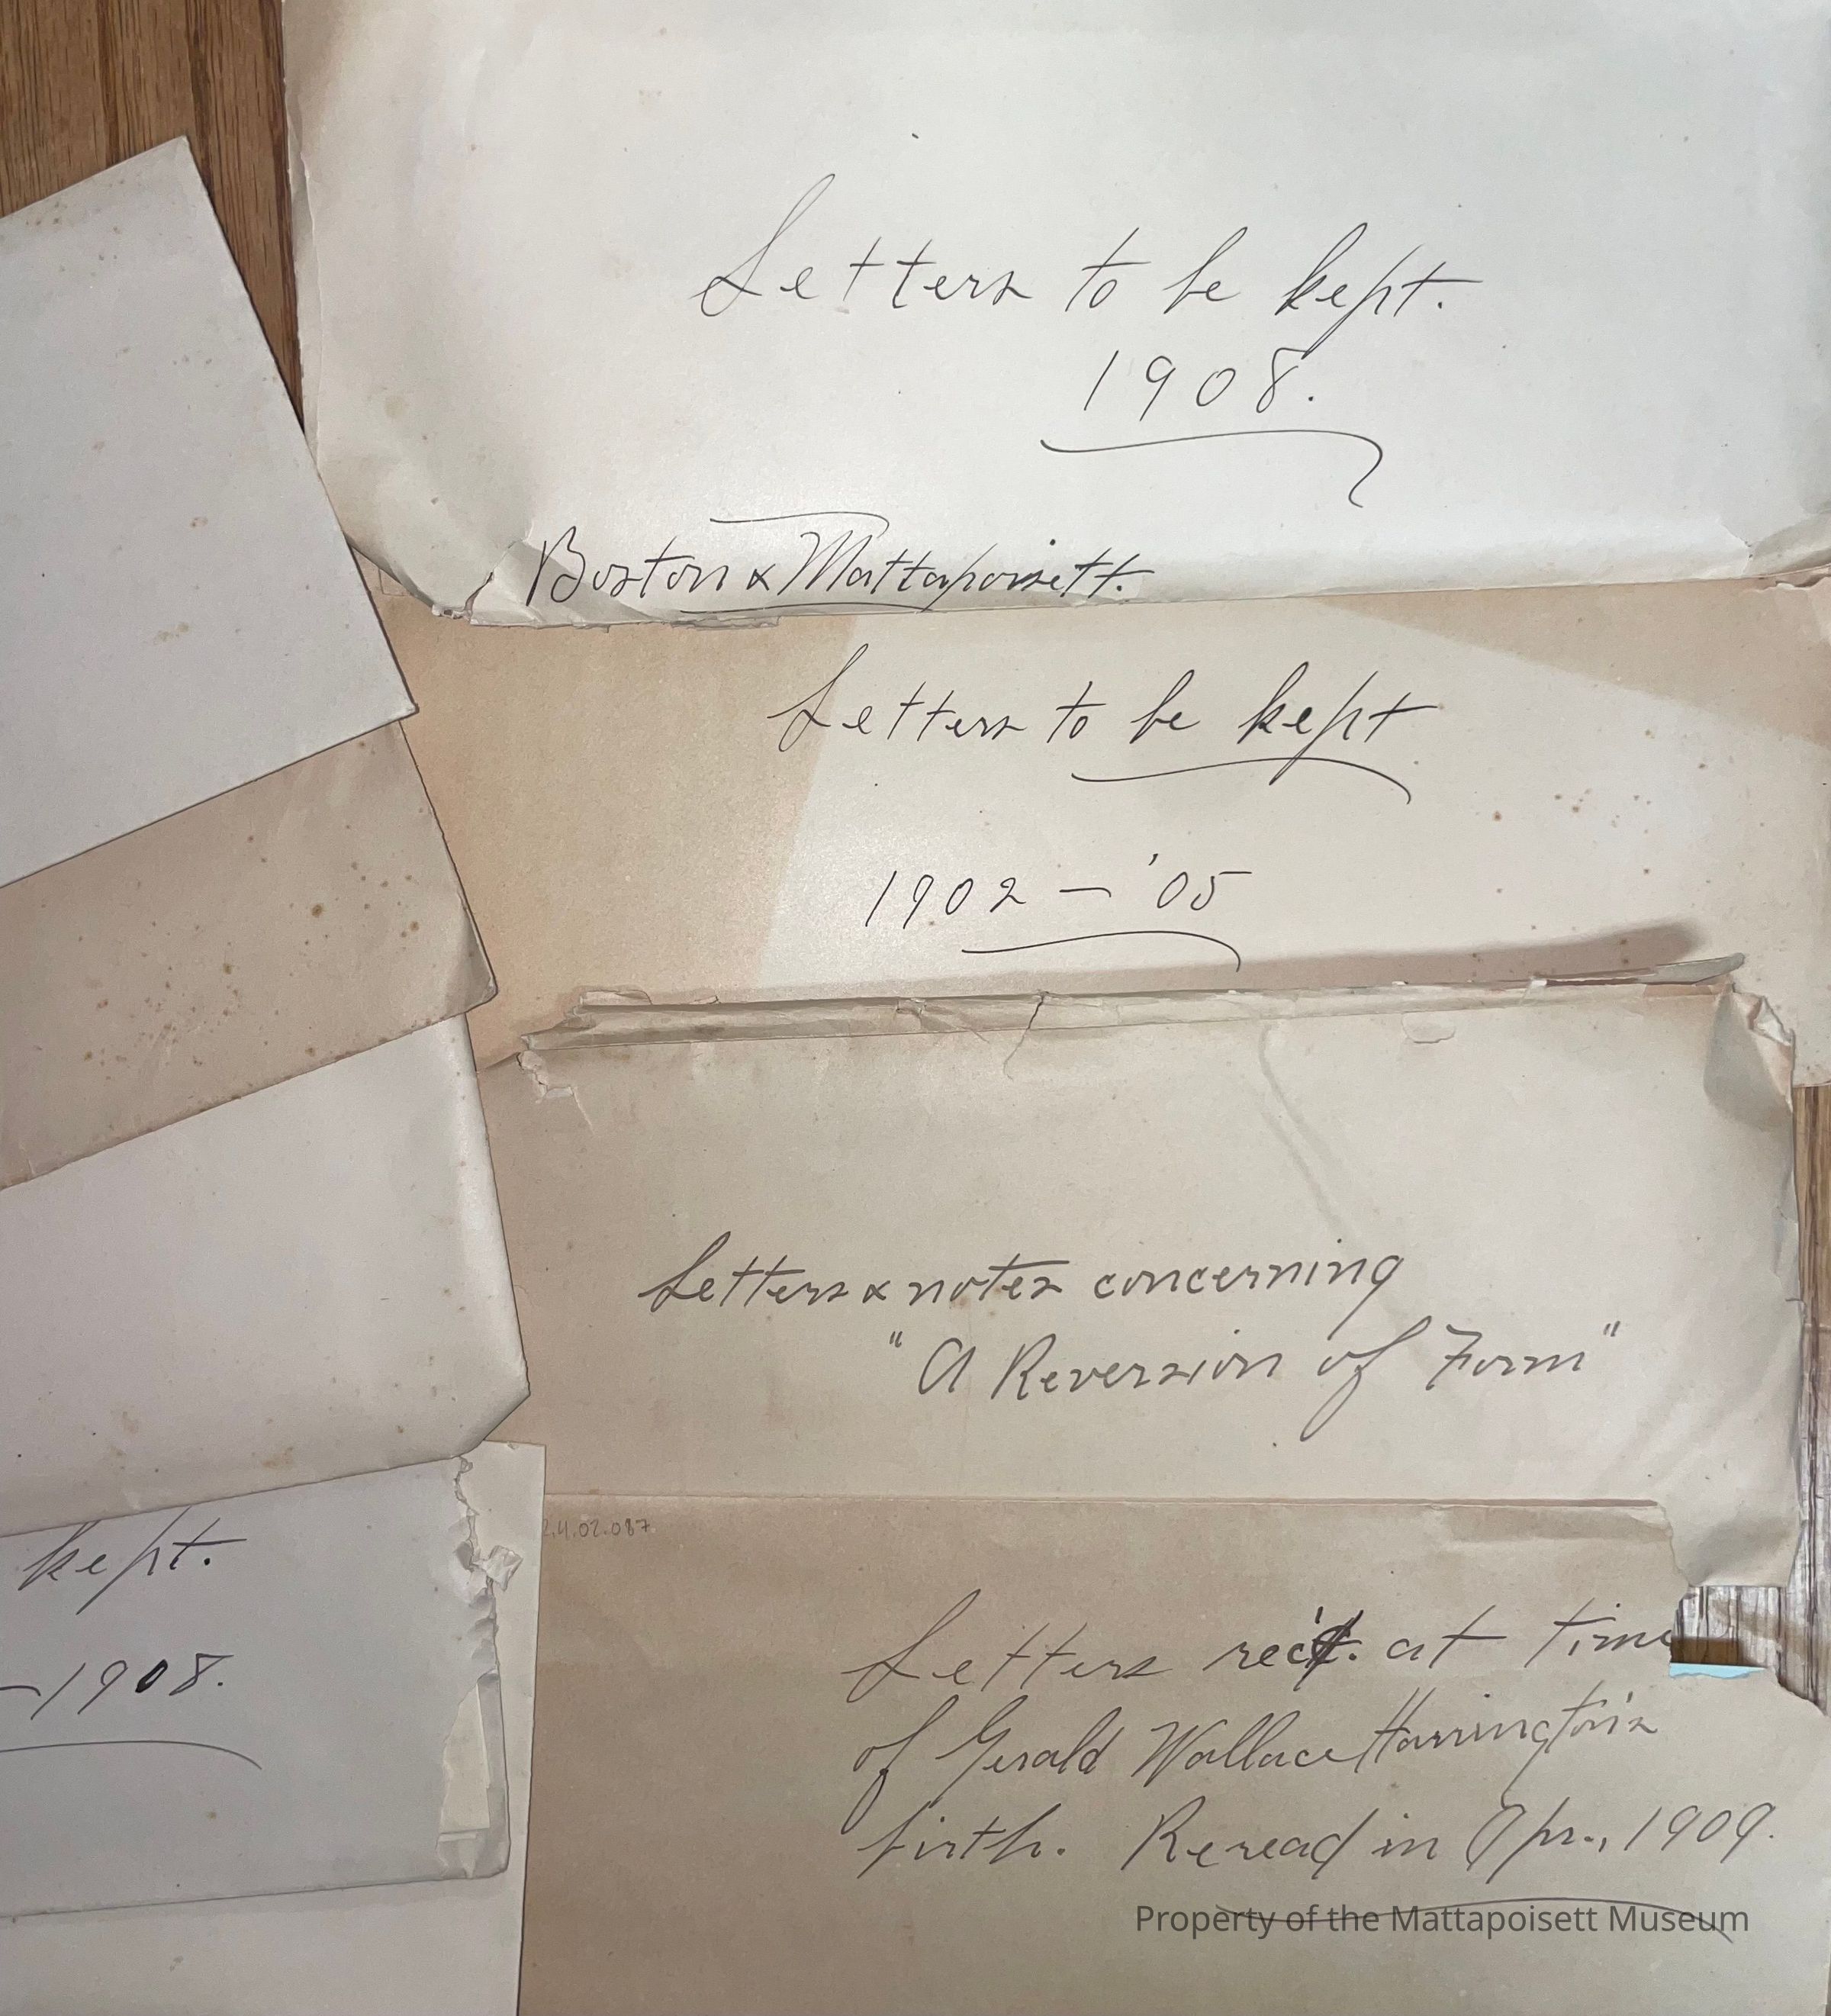 Letters to be kept.
1908.
Boston & Mattapoisett.
Letters to be kept
1902 – '05
Letters & notes concerning
"A Reversion of Form"
2.4.02.087
kept.
–1908.
Letters rec'd. at time
of Gerald Wallace Harrington's
birth. Reread in Apr., 1909.
Property of the Mattapoisett Museum